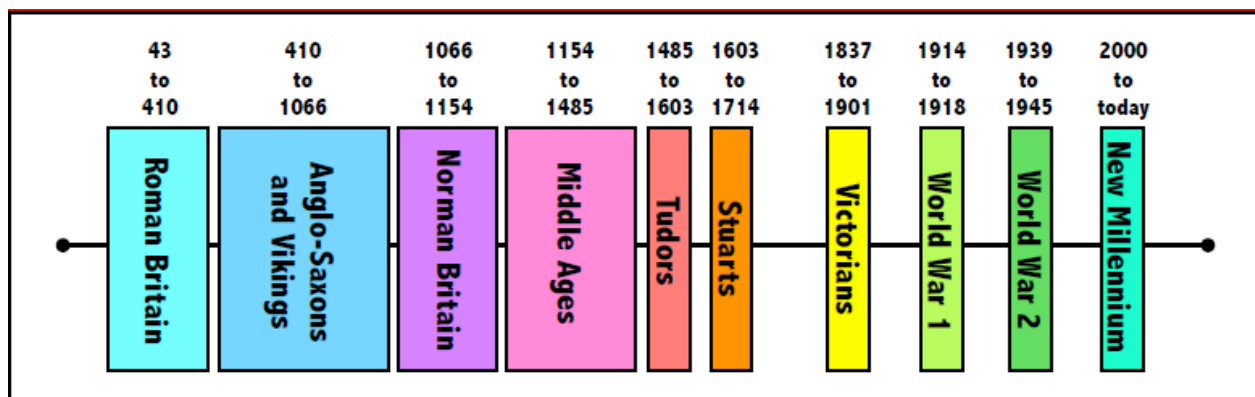 43
to
410
410
to
1066
1066
to
1154
1154
to
1485
1485
to
1603
1603
to
1714
1837
to
1901
1914
to
1918
1939
to
1945
2000
to
today
Roman Britain
Anglo-Saxons
and Vikings
Norman Britain
Middle Ages
Tudors
Stuarts
Victorians
World War 1
World War 2
New Millennium